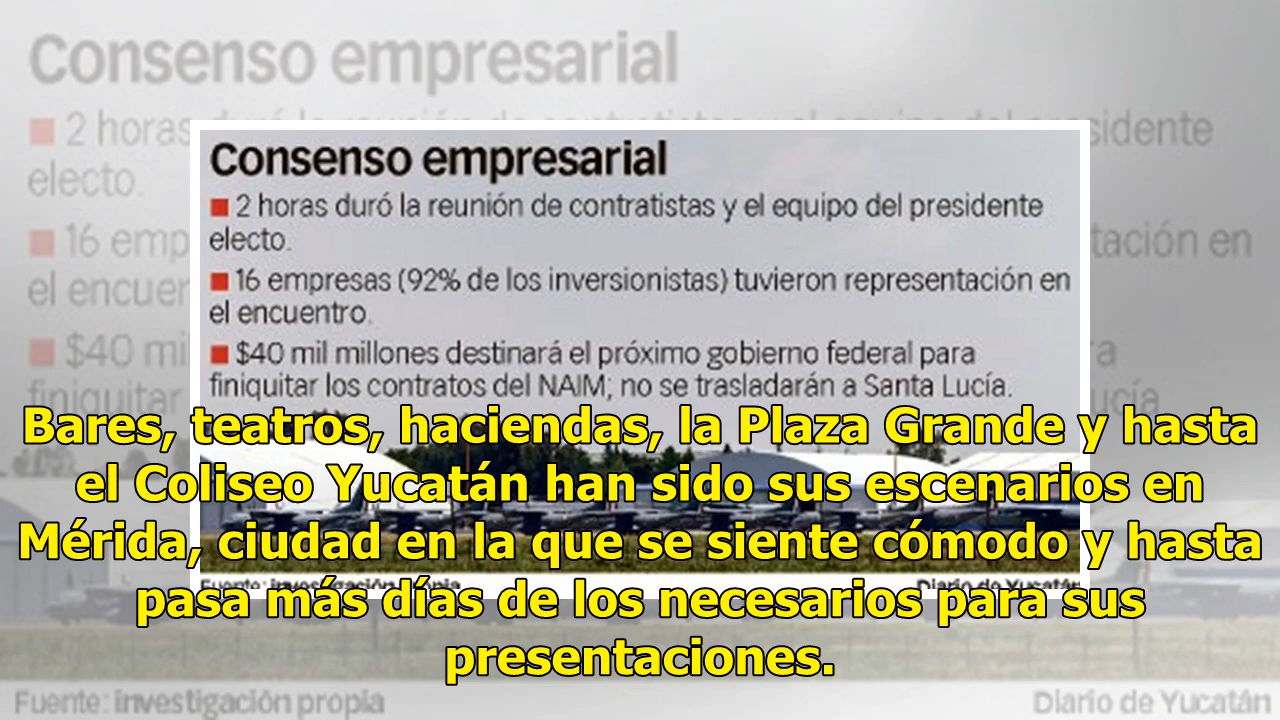 Consenso empresarial
■ 2 horas duró la reunión de contratistas y el equipo del presidente
electo.
■ 16 empresas (92% de los inversionistas) tuvieron representación en
el encuentro.
■ $40 mil millones destinará el próximo gobierno federal para
finiquitar los contratos del NAIM; no se trasladarán a Santa Lucía.
Bares, teatros, haciendas, la Plaza Grande y hasta
el Coliseo Yucatán han sido sus escenarios en
Mérida, ciudad en la que se siente cómodo y hasta
pasa más días de los necesarios para sus
presentaciones.
Fuente: investigación propia
Diario de Yucatán